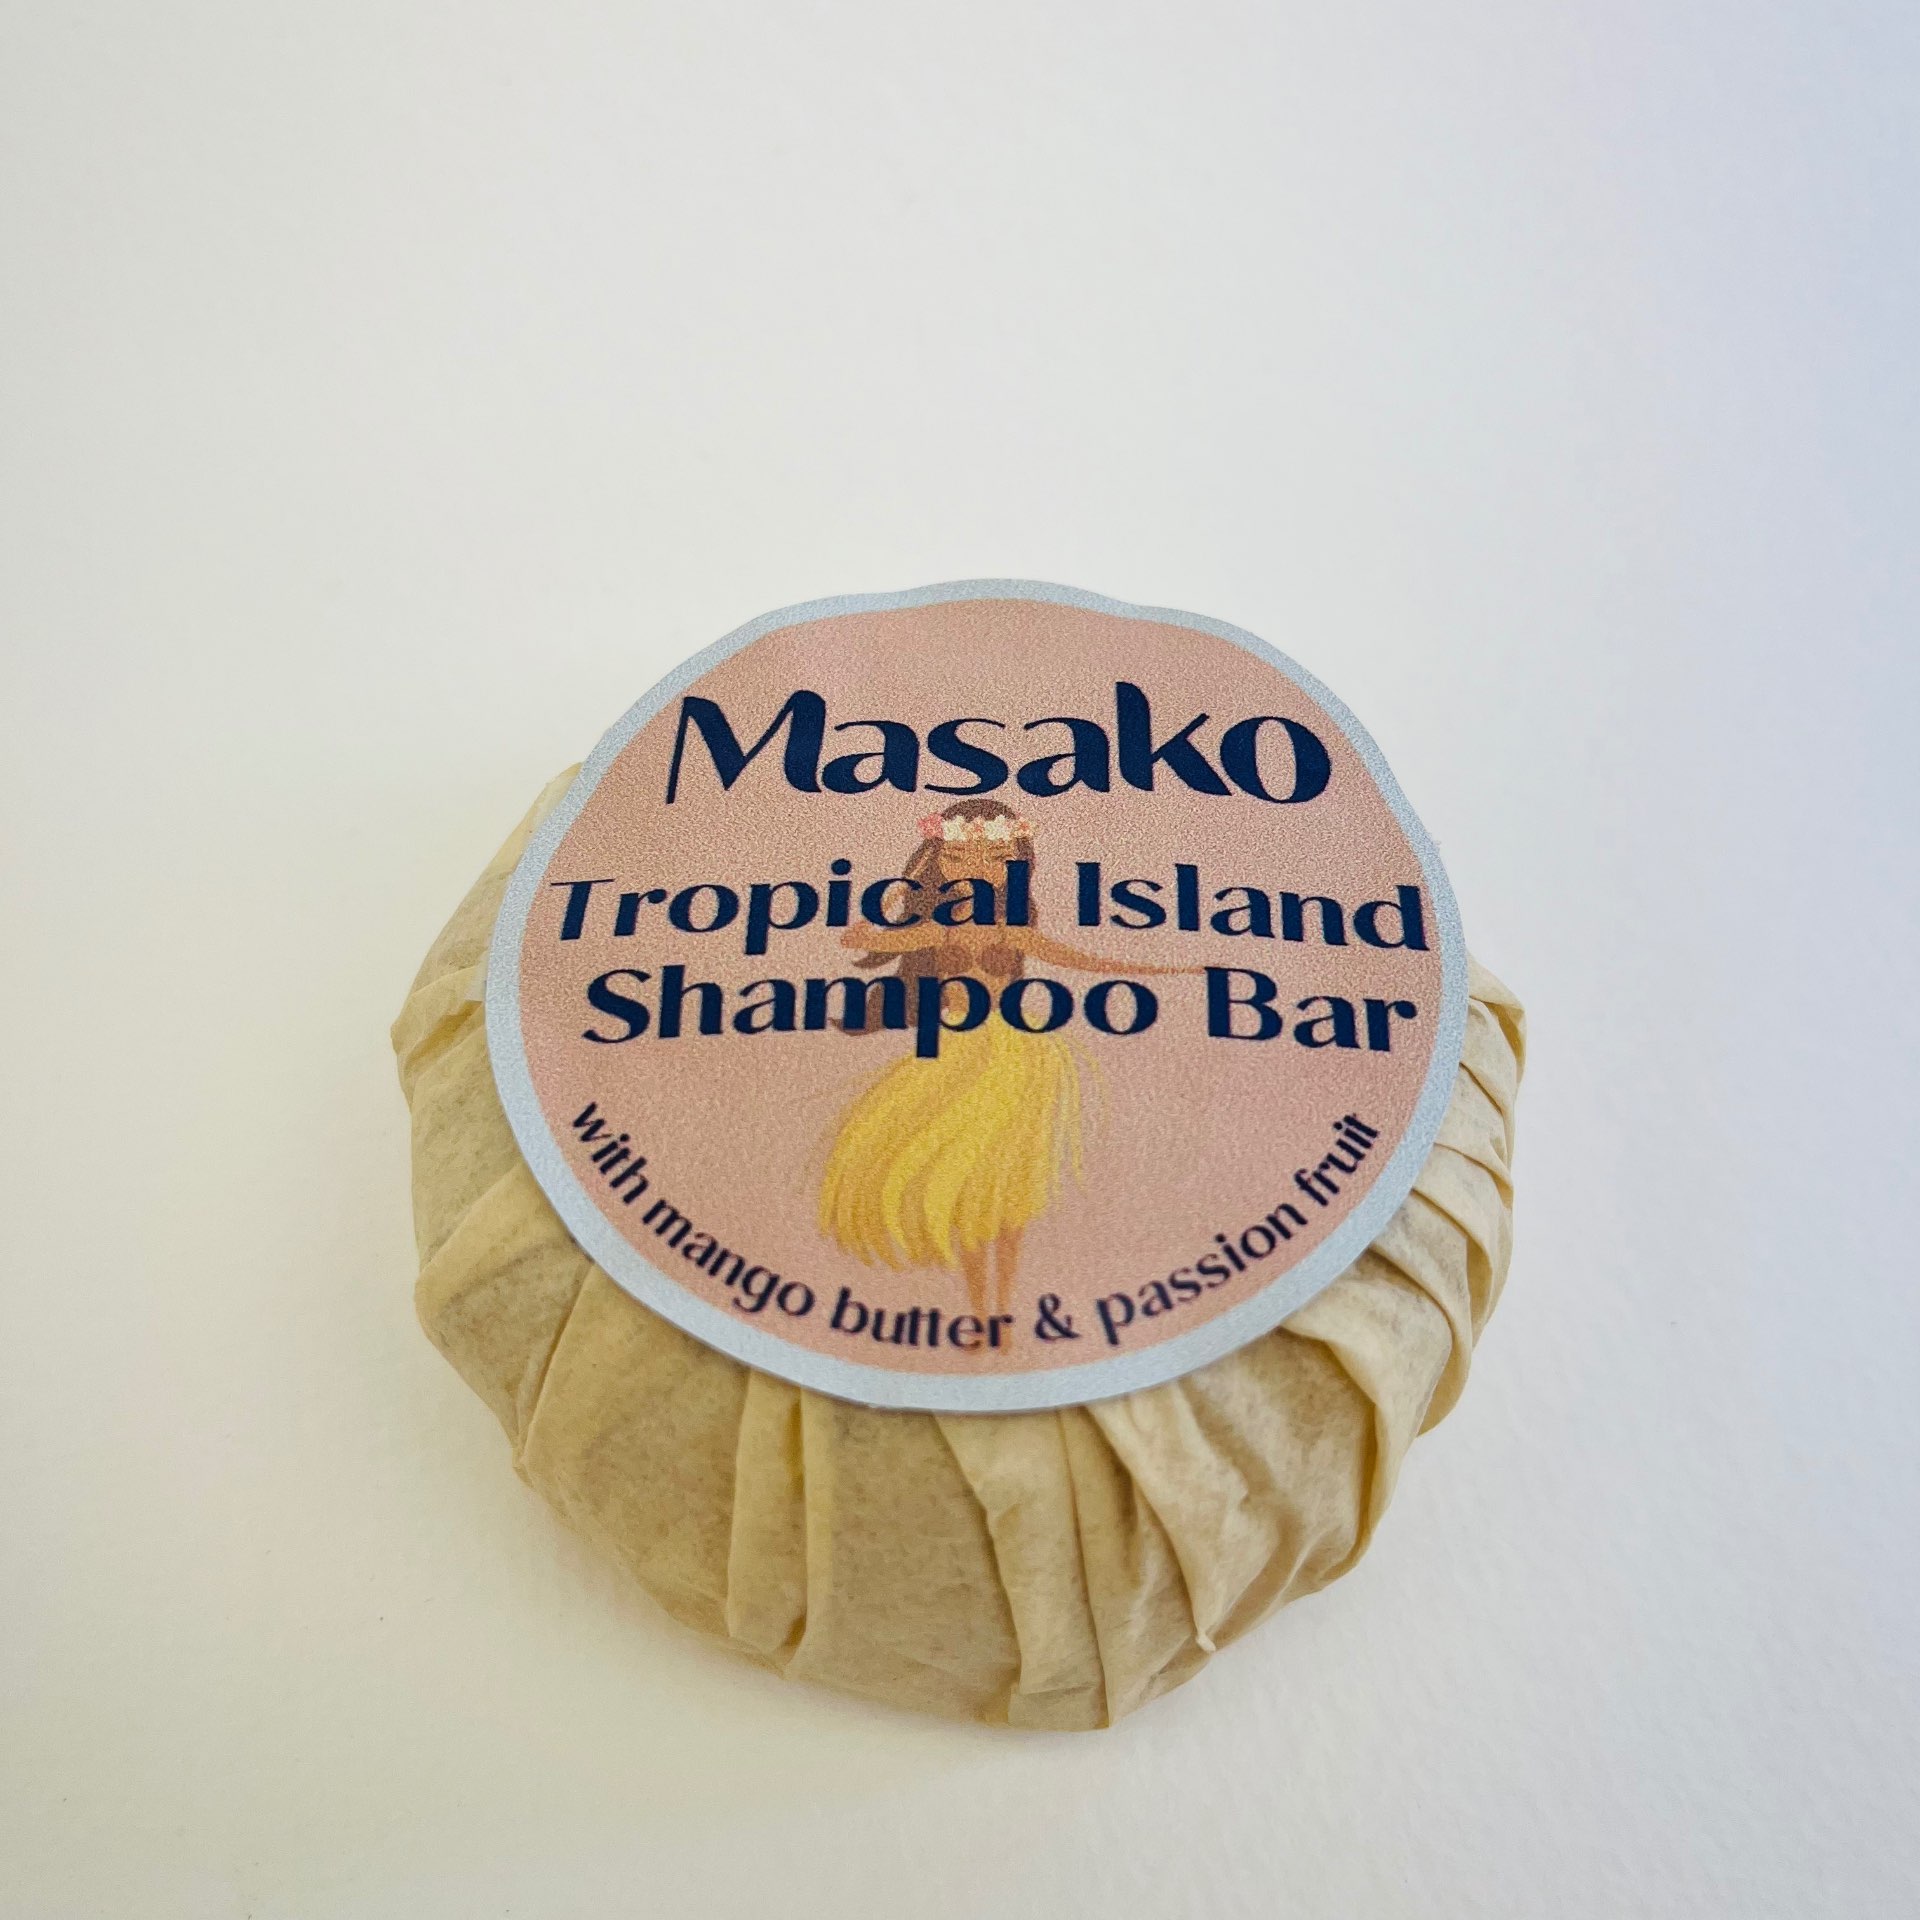 Masako
Tropical Island
Shampoo Bar
with mango butter & passion fruit